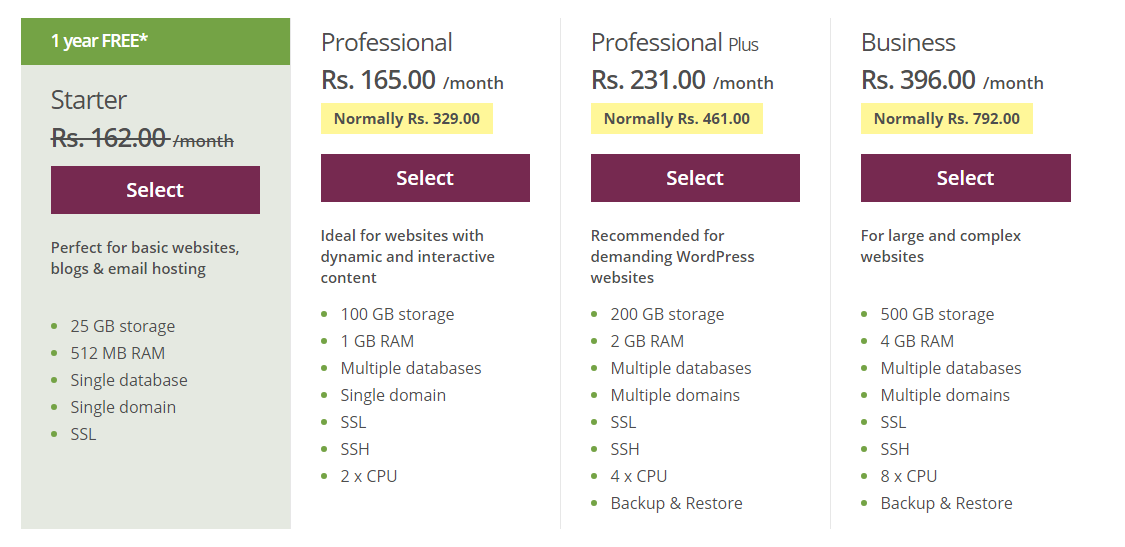 1 year FREE*
Starter
Rs. 162.00 /month
Select
Perfect for basic websites,
blogs & email hosting
25 GB storage
512 MB RAM
Single database
Single domain
SSL
Professional
Rs. 165.00 /month
Normally Rs. 329.00
Select
Ideal for websites with
dynamic and interactive
content
100 GB storage
1 GB RAM
Multiple databases
Single domain
SSL
SSH
2 x CPU
Professional Plus
Rs. 231.00 /month
Normally Rs. 461.00
Select
Recommended for
demanding WordPress
websites
200 GB storage
2 GB RAM
Multiple databases
Multiple domains
SSL
SSH
4 x CPU
Backup & Restore
Business
Rs. 396.00 /month
Normally Rs. 792.00
Select
For large and complex
websites
500 GB storage
4 GB RAM
Multiple databases
Multiple domains
SSL
SSH
8 x CPU
Backup & Restore